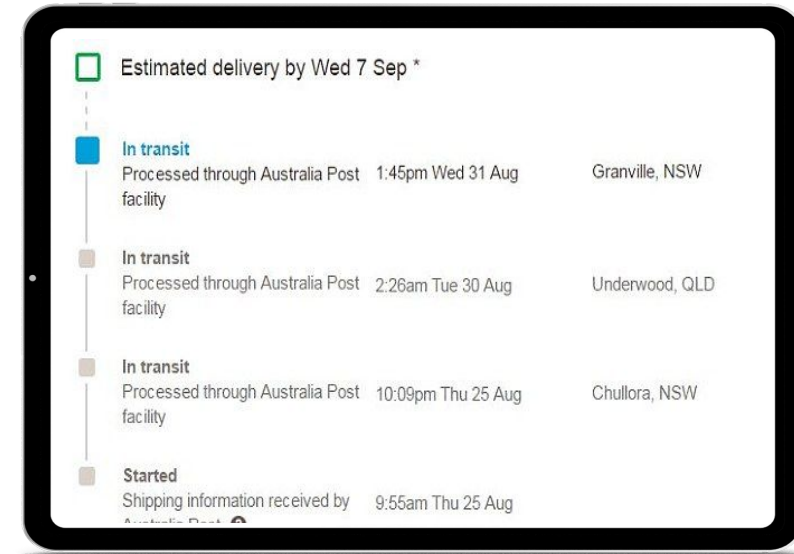 Estimated delivery by Wed 7 Sep *
In transit
Processed through Australia Post 1:45pm Wed 31 Aug Granville, NSW
facility
In transit
Processed through Australia Post 2:26am Tue 30 Aug Underwood, QLD
facility
In transit
Processed through Australia Post 10:09pm Thu 25 Aug Chullora, NSW
facility
Started
Shipping information received by 9:55am Thu 25 Aug